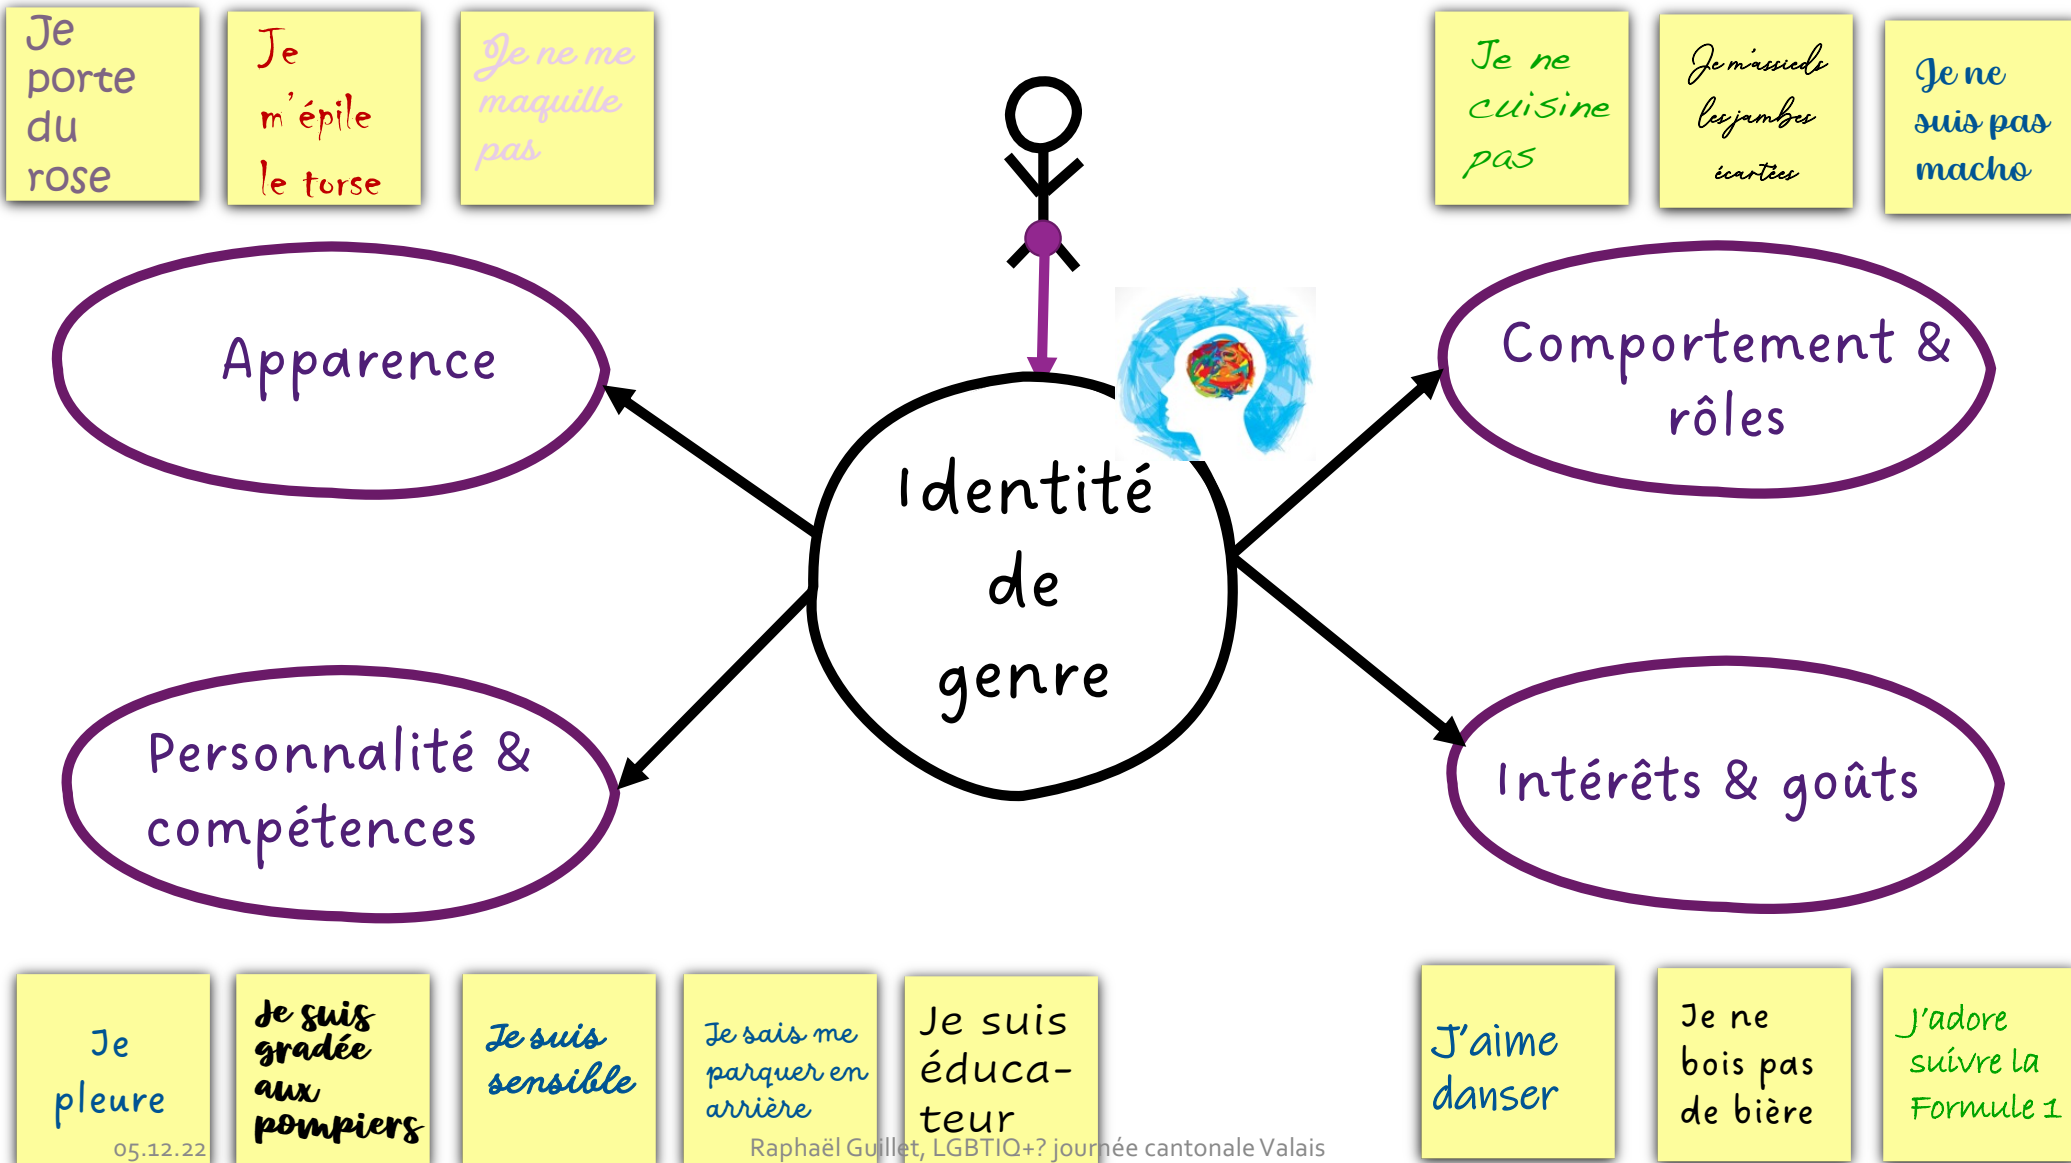 Je
porte
du
rose
Je
m'épile
le torse
Je ne me
maquille
pas
Je ne
cuisine
pas
Je m'assieds
les jambes
écartées
Je ne
suis pas
macho
Apparence
Comportement &
rôles
Identité
de
genre
Personnalité &
compétences
Intérêts & goûts
Je
pleure
Je suis
gradée
aux
pompiers
Je suis
sensible
Je sais me
parquer en
arrière
Je suis
éduca-
teur
J'aime
danser
Je ne
bois pas
de bière
J'adore
suivre la
Formule 1
05.12.22
Raphaël Guillet, LGBTIQ+? journée cantonale Valais